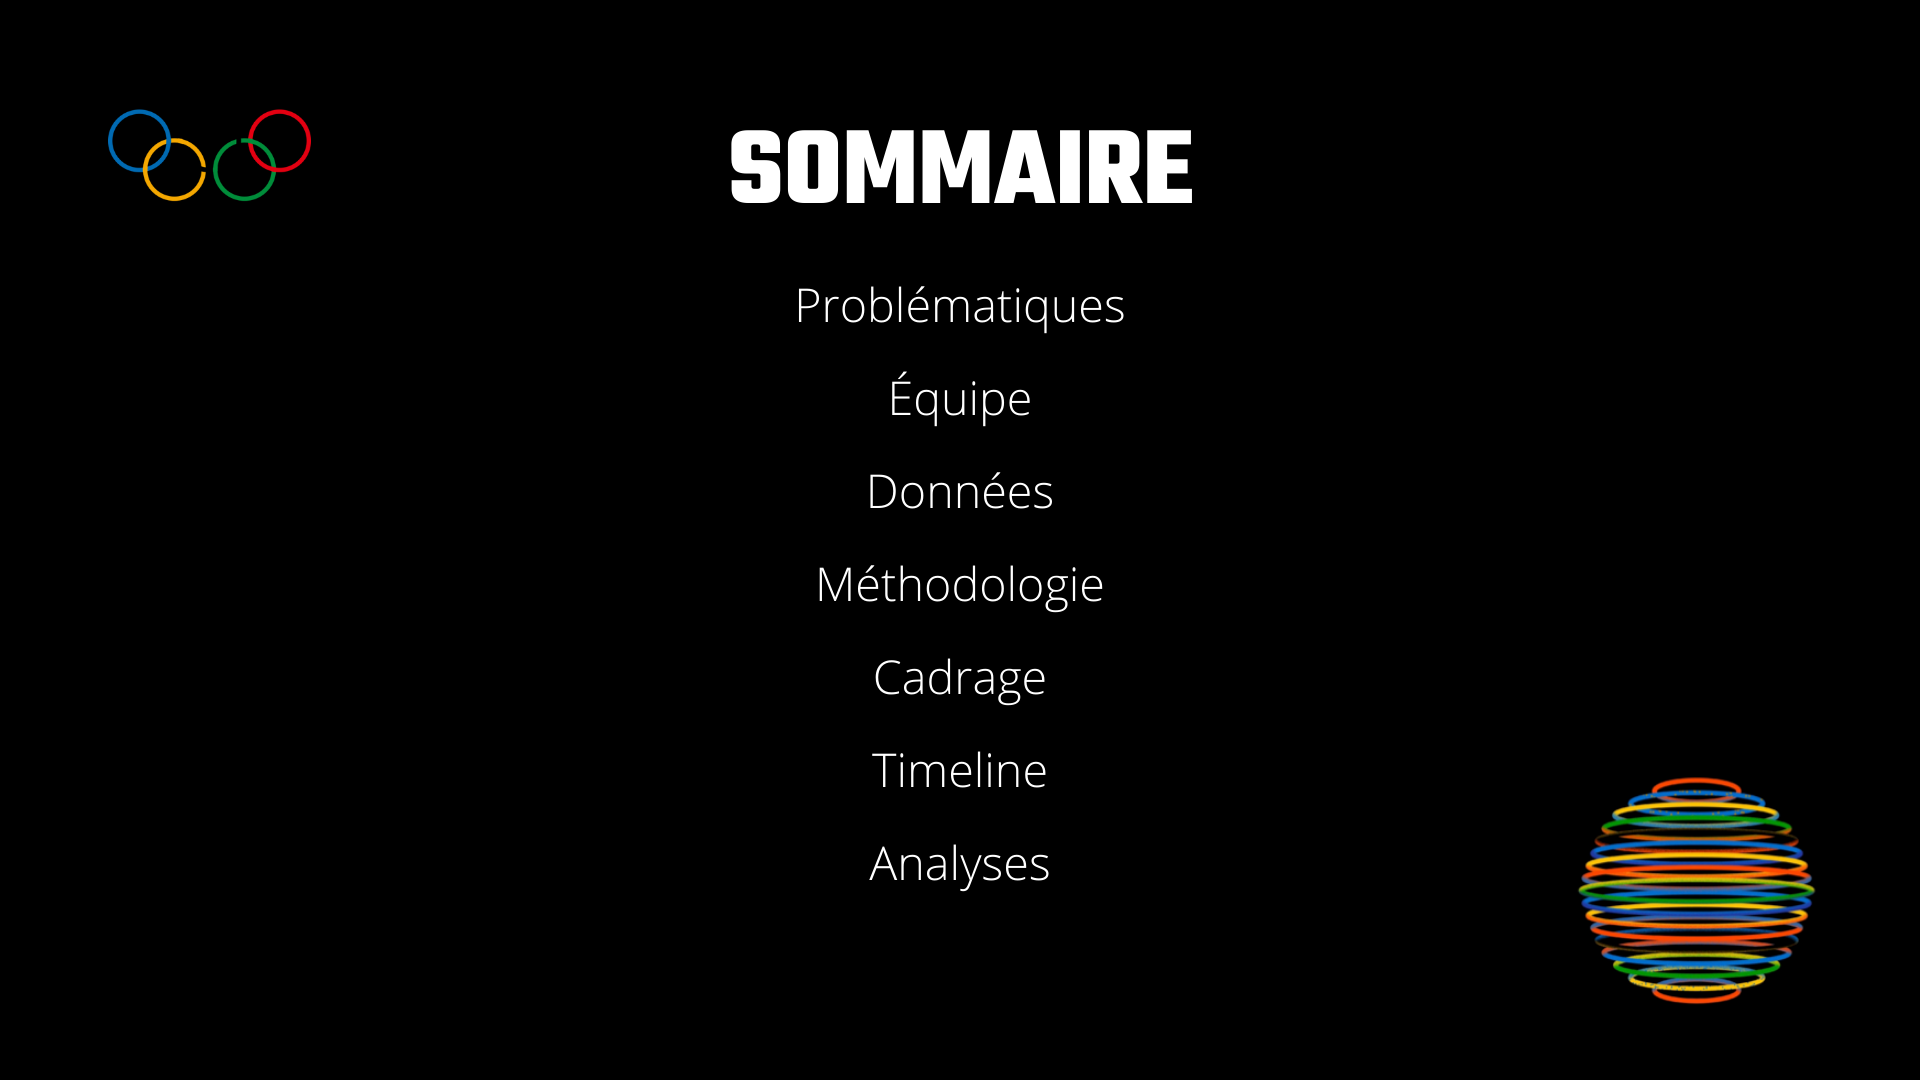 SOMMAIRE
Problématiques
Équipe
Données
Méthodologie
Cadrage
Timeline
Analyses